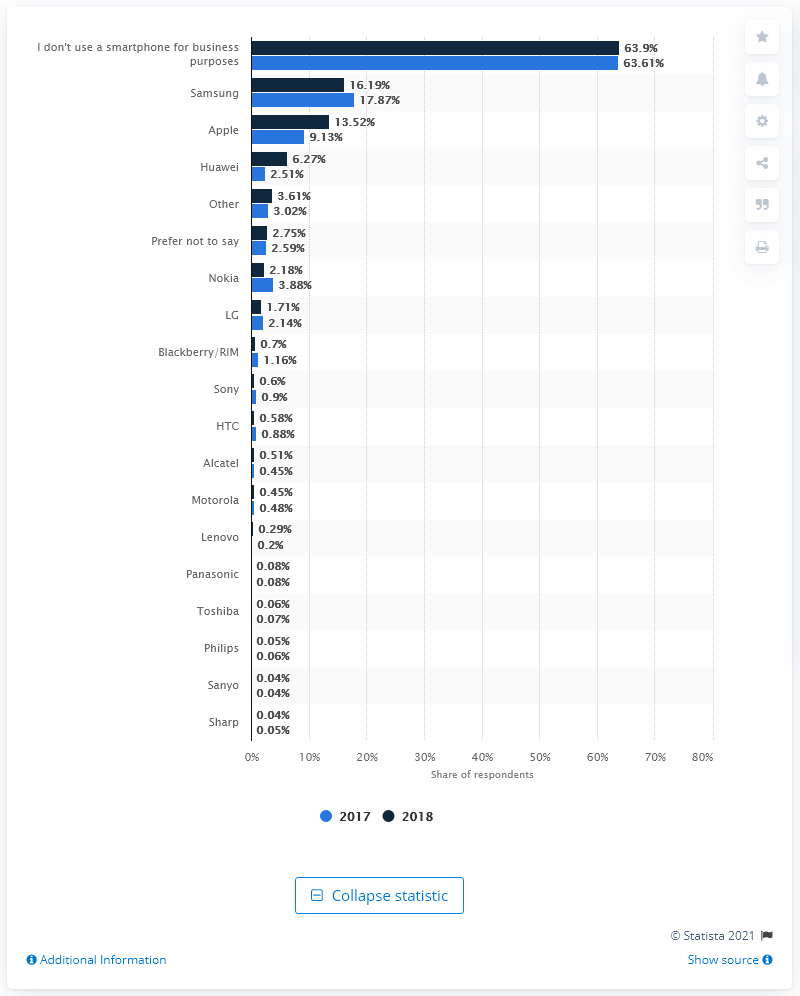 I don't use a smartphone for business
purposes
63.9%
63.61%
Samsung
16.19%
17.87%
Apple
13.52%
9.13%
Huawei
6.27%
2.51%
Other
3.61%
3.02%
Prefer not to say
2.75%
2.59%
Nokia
2.18%
3.88%
LG
1.71%
2.14%
Blackberry/RIM
0.7%
1.16%
Sony
0.6%
0.9%
HTC
0.58%
0.88%
Alcatel
0.51%
0.45%
Motorola
0.45%
0.48%
Lenovo
0.29%
0.2%
Panasonic
0.08%
0.08%
Toshiba
0.06%
0.07%
Philips
0.05%
0.06%
Sanyo
0.04%
0.04%
Sharp
0.04%
0.05%
0% 10% 20% 30% 40% 50% 60% 70% 80%
Share of respondents
2017 2018
Collapse statistic
© Statista 2021
Additional Information
Show source